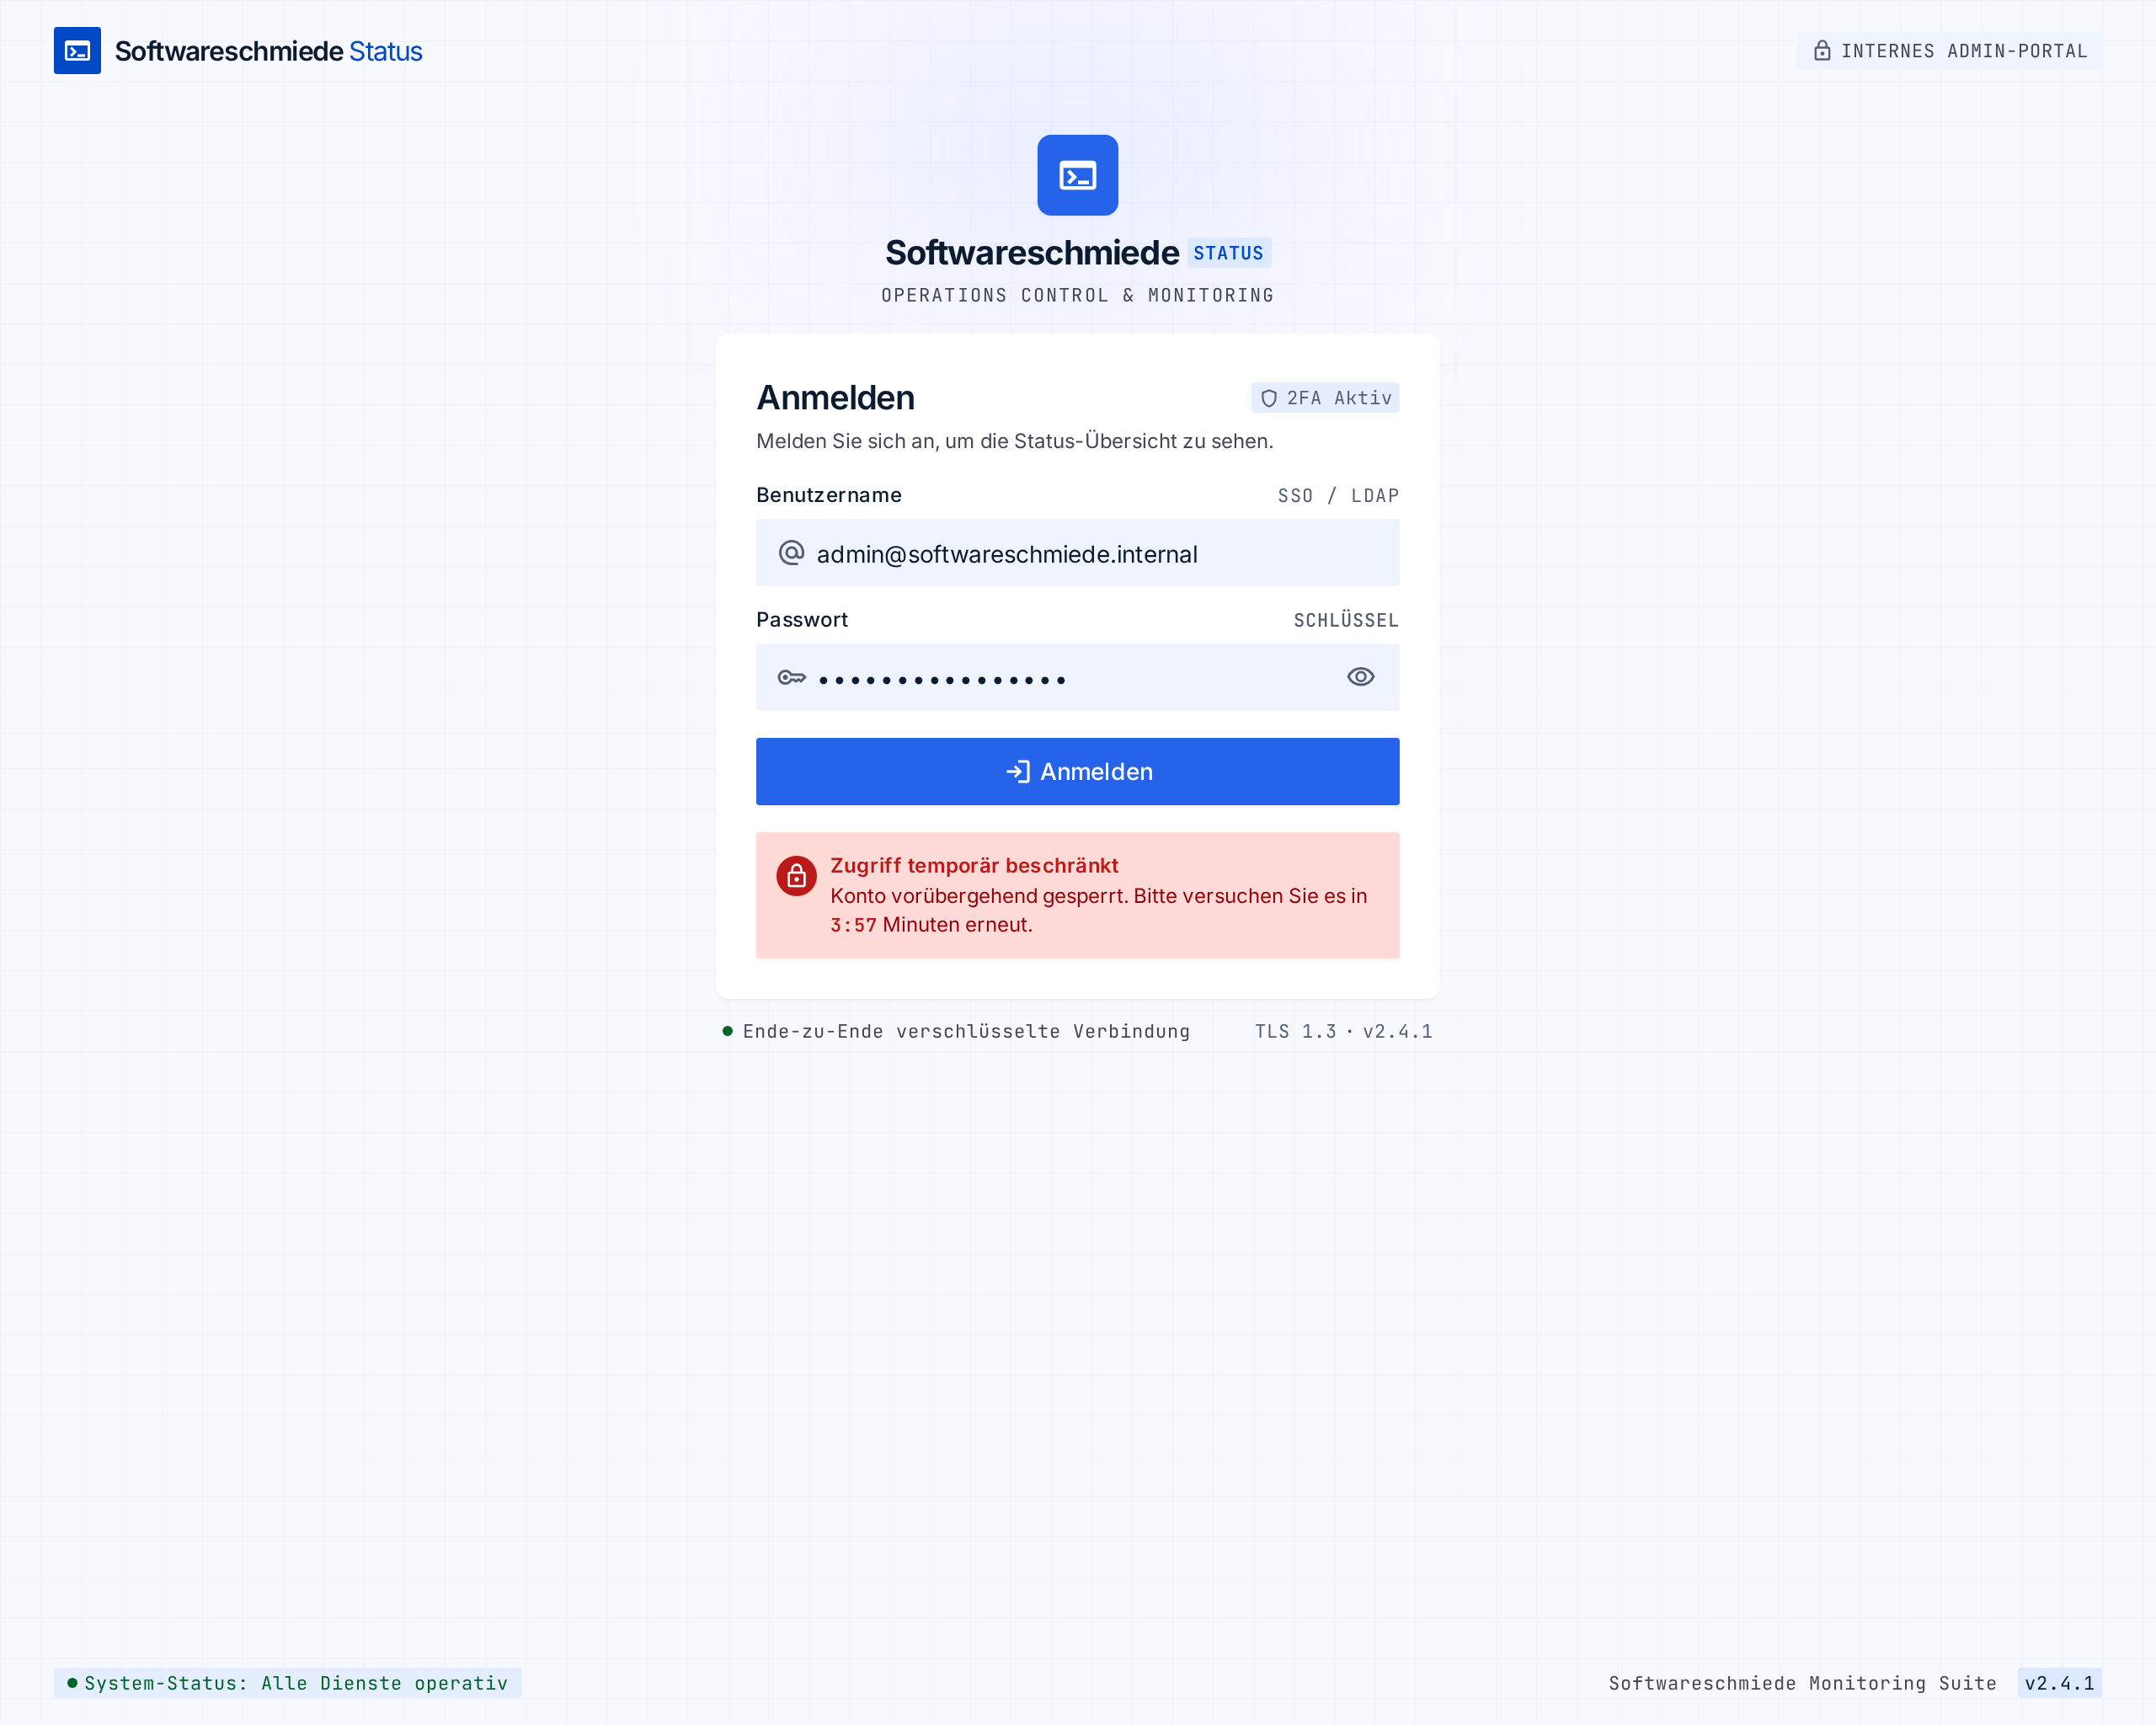 Softwareschmiede Status
INTERNES ADMIN-PORTAL
Softwareschmiede STATUS
OPERATIONS CONTROL & MONITORING
Anmelden
2FA Aktiv
Melden Sie sich an, um die Status-Übersicht zu sehen.
Benutzername
SSO / LDAP
admin@softwareschmiede.internal
Passwort
SCHLÜSSEL
••••••••••••••••
Anmelden
Zugriff temporär beschränkt
Konto vorübergehend gesperrt. Bitte versuchen Sie es in
3:57 Minuten erneut.
Ende-zu-Ende verschlüsselte Verbindung
TLS 1.3 • v2.4.1
System-Status: Alle Dienste operativ
Softwareschmiede Monitoring Suite
v2.4.1